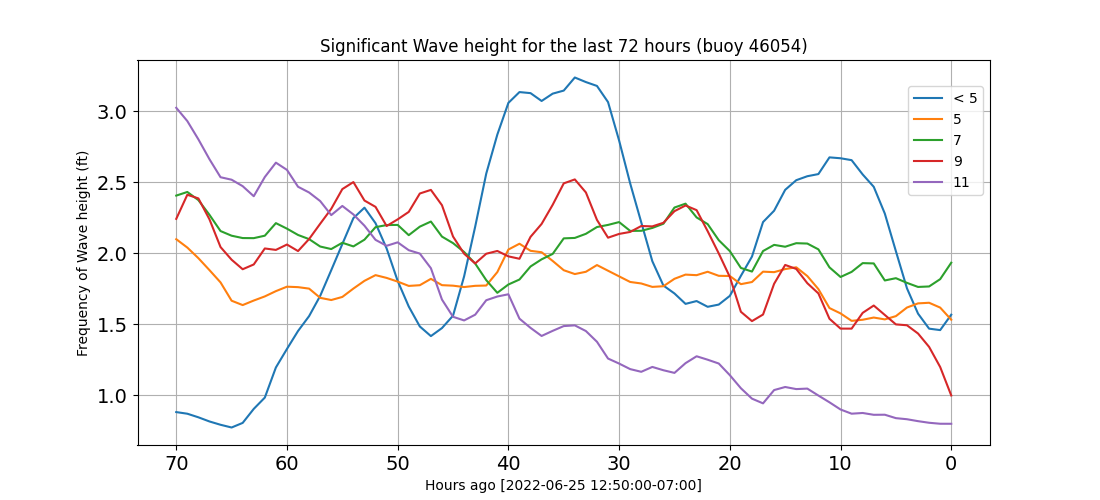 Significant Wave height for the last 72 hours (buoy 46054)
Frequency of Wave height (ft)
3.0
2.5
2.0
1.5
1.0
< 5
5
7
9
11
70 60 50 40 30 20 10 0
Hours ago [2022-06-25 12:50:00-07:00]